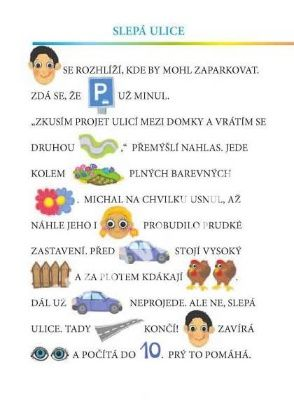 SLEPÁ ULICE
SE ROZHLÍŽÍ, KDE BY MOHL ZAPARKOVAT.
ZDÁ SE, ŽE P UŽ MINUL.
„ZKUSÍM PROJET ULICÍ MEZI DOMKY A VRÁTÍM SE
DRUHOU ," PŘEMÝŠLÍ NAHLAS. JEDE
KOLEM PLNÝCH BAREVNÝCH
. MICHAL NA CHVILKU USNUL, AŽ
NÁHLE JEHO I PROBUDILO PRUDKÉ
ZASTAVENÍ. PŘED STOJÍ VYSOKÝ
A ZA PLOTEM KDÁKAJÍ .
DÁL UŽ NEPROJEDE. ALE NE, SLEPÁ
ULICE. TADY KONČÍ! ZAVÍRÁ
A POČÍTÁ DO 10. PRÝ TO POMÁHÁ.